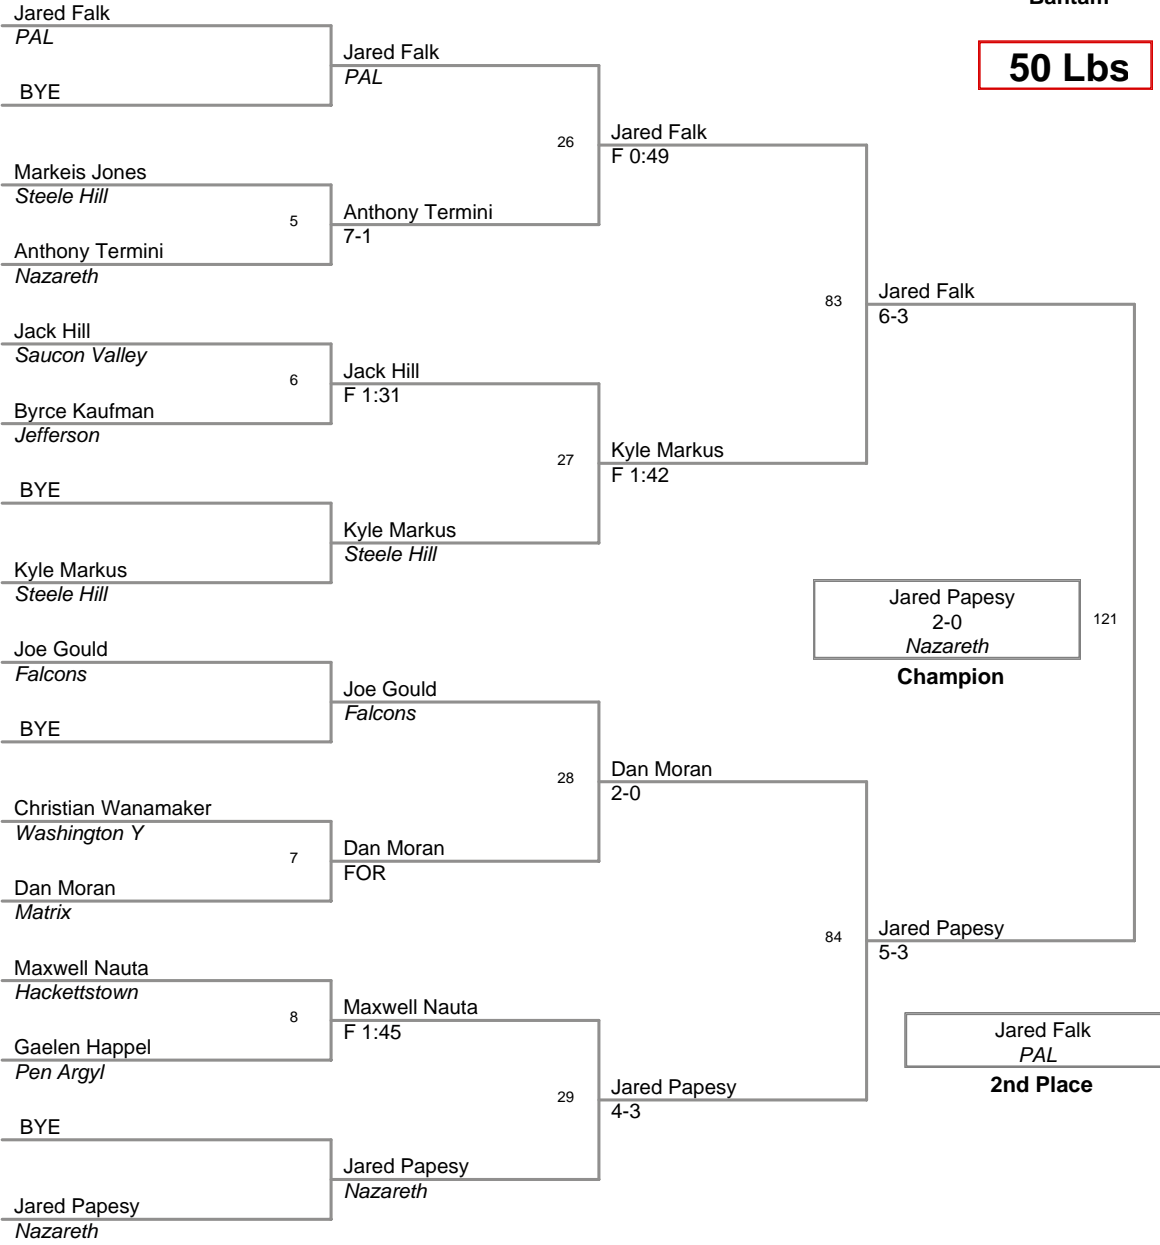 Bantam
50 Lbs
Jared Falk
PAL
BYE
Markeis Jones
Steele Hill
5
Anthony Termini
Nazareth
Jack Hill
Saucon Valley
6
Byrce Kaufman
Jefferson
BYE
Kyle Markus
Steele Hill
Joe Gould
Falcons
BYE
Christian Wanamaker
Washington Y
7
Dan Moran
Matrix
Maxwell Nauta
Hackettstown
8
Gaelen Happel
Pen Argyl
BYE
Jared Papesy
Nazareth
Jared Falk
PAL
26
Anthony Termini
7-1
Jack Hill
F 1:31
27
Kyle Markus
Steele Hill
Joe Gould
Falcons
28
Dan Moran
FOR
Maxwell Nauta
F 1:45
29
Jared Papesy
Nazareth
Jared Falk
F 0:49
83
Kyle Markus
F 1:42
Dan Moran
2-0
84
Jared Papesy
4-3
Jared Falk
6-3
121
Jared Papesy
5-3
Jared Papesy
2-0
Nazareth
Champion
Jared Falk
PAL
2nd Place